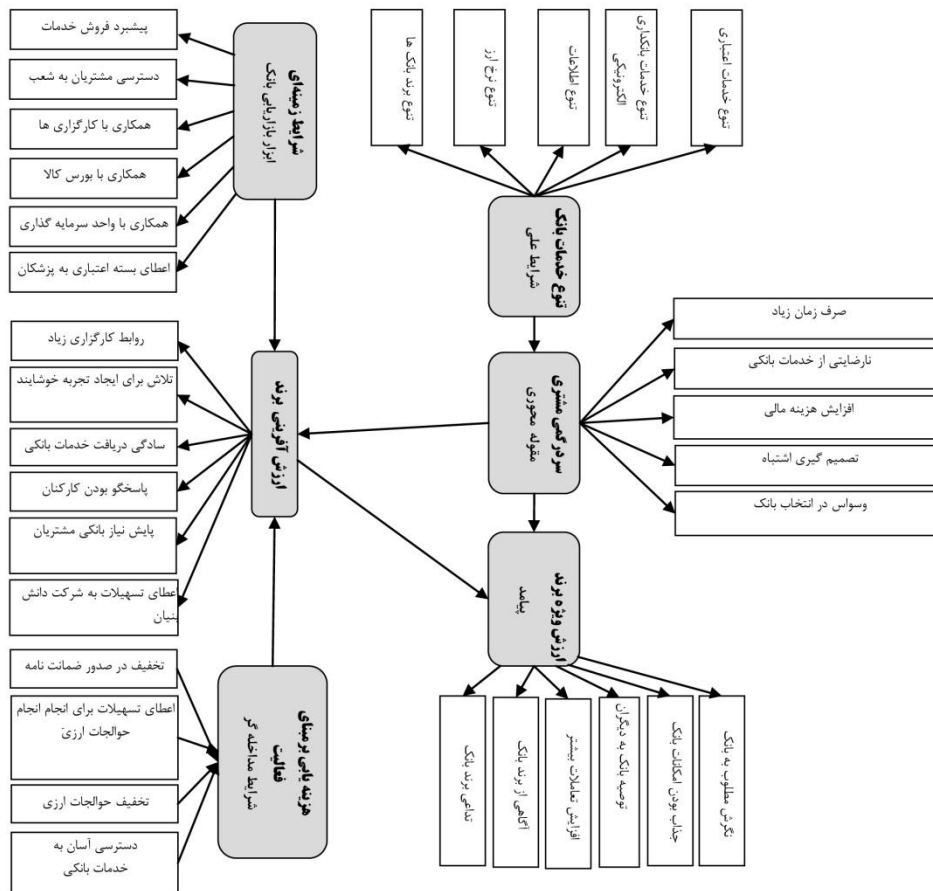 تنوع خدمات اعتباری
تنوع خدمات بانکداری
الکترونیکی
تنوع اطلاعات
تنوع نرخ ارز
تنوع برند بانک ها
تنوع خدمات بانک
شرایط علی
صرف زمان زیاد
نارضایتی از خدمات بانکی
افزایش هزینه مالی
تصمیم گیری اشتباه
وسواس در انتخاب بانک
سردرگمی مشتری
مقوله محوری
ارزش ویژه برند
پیامد
نگرش مطلوب به بانک
جذاب بودن امکانات بانک
توصیه بانک به دیگران
افزایش تعاملات بیشتر
آگاهی از برند بانک
تداعی برند بانک
شرایط زمینه‌ای
ابزار بازاریابی بانک
پیشبرد فروش خدمات
دسترسی مشتریان به شعب
همکاری با کارگزاری ها
همکاری با بورس کالا
همکاری با واحد سرمایه گذاری
اعطای بسته اعتباری به پزشکان
ارزش آفرینی برند
روابط کارگزاری زیاد
تلاش برای ایجاد تجربه خوشایند
سادگی دریافت خدمات بانکی
پاسخگو بودن کارکنان
پایش نیاز بانکی مشتریان
اعطای تسهیلات به شرکت دانش
بنیان
هزینه یابی برمبنای
فعالیت
شرایط مداخله گر
تخفیف در صدور ضمانت نامه
اعطای تسهیلات برای انجام انجام
حوالجات ارزی
تخفیف حوالجات ارزی
دسترسی آسان به
خدمات بانکی